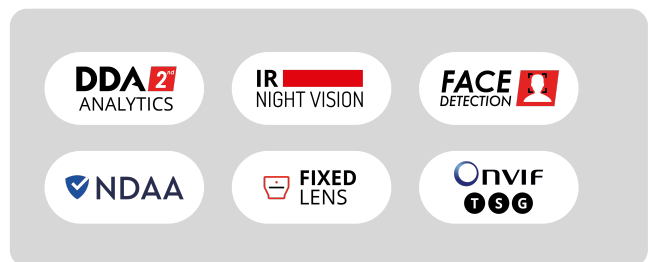 DDA 2nd
ANALYTICS
IR
NIGHT VISION
FACE
DETECTION
NDAA
FIXED
LENS
ONVIF
T S G